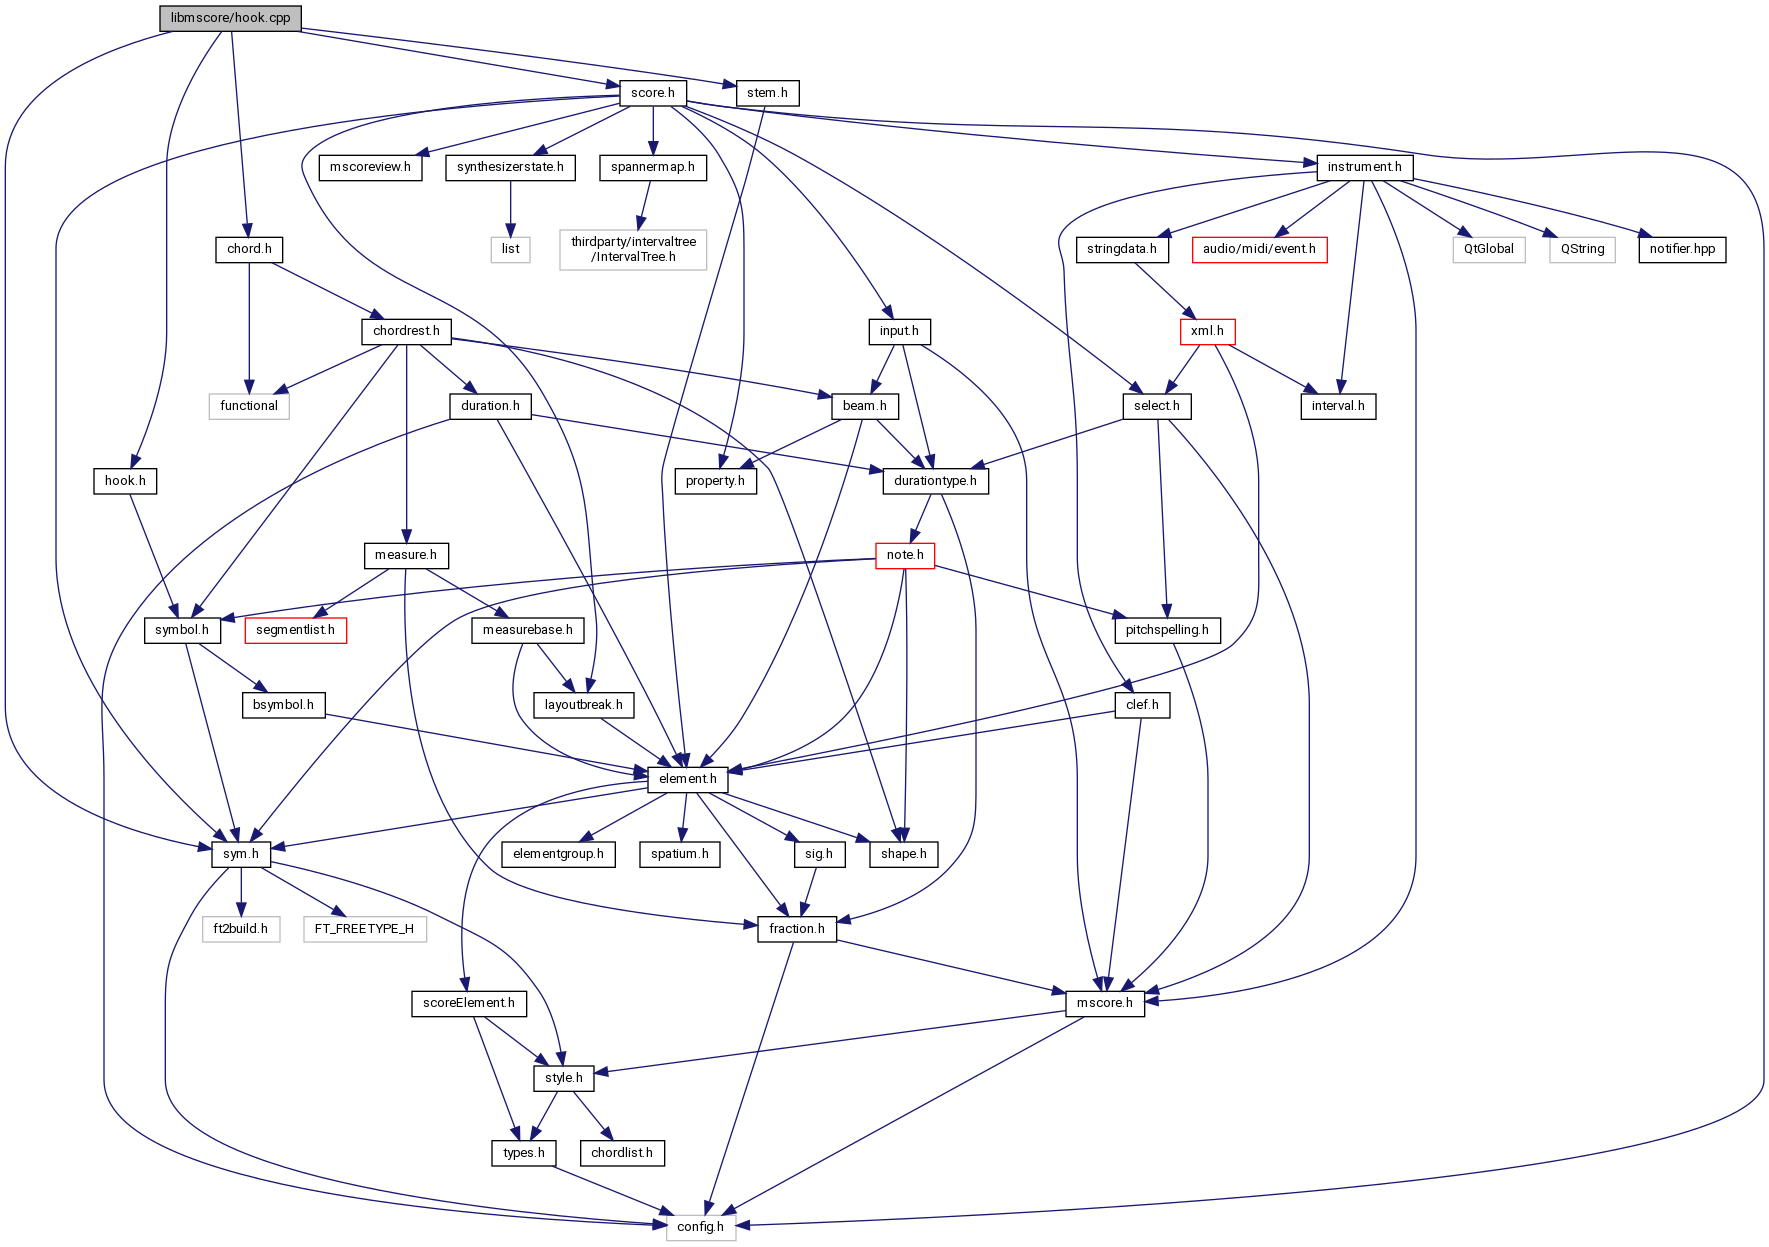 libmscore/hook.cpp
score.h
stem.h
mscoreview.h
synthesizerstate.h
spannermap.h
instrument.h
chord.h
list
thirdparty/intervaltree
/IntervalTree.h
stringdata.h
audio/midi/event.h
QtGlobal
QString
notifier.hpp
chordrest.h
input.h
xml.h
functional
duration.h
beam.h
select.h
interval.h
hook.h
property.h
durationtype.h
measure.h
note.h
symbol.h
segmentlist.h
measurebase.h
pitchspelling.h
bsymbol.h
layoutbreak.h
clef.h
element.h
sym.h
elementgroup.h
spatium.h
sig.h
shape.h
ft2build.h
FT_FREETYPE_H
fraction.h
scoreElement.h
mscore.h
style.h
types.h
chordlist.h
config.h